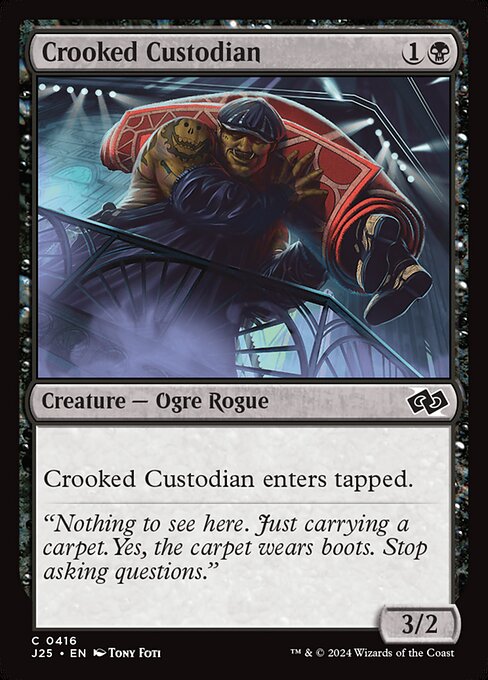 Crooked Custodian 1
Creature — Ogre Rogue
Crooked Custodian enters tapped.
“Nothing to see here. Just carrying a
carpet. Yes, the carpet wears boots. Stop
asking questions.”
3/2
C 0416
J25 • EN Tony Foti
™ & © 2024 Wizards of the Coast